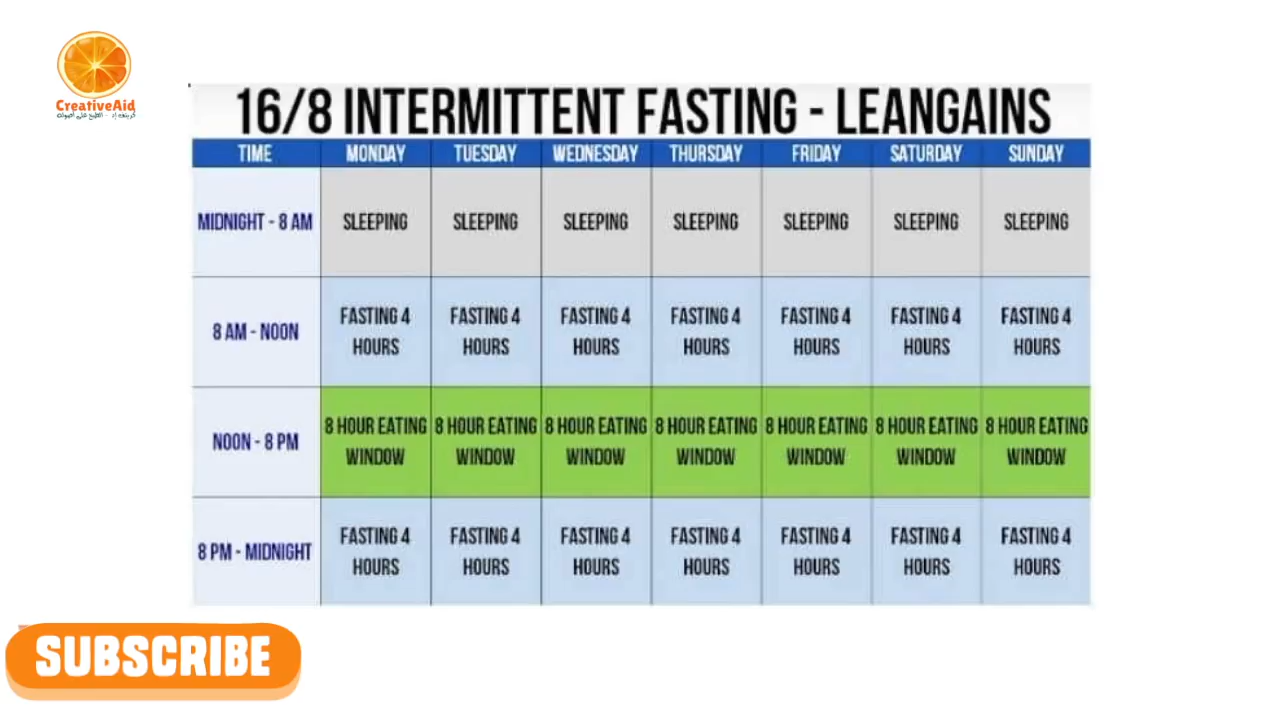 CreativeAid
كريتف إد - الطبخ على أصوله
16/8 INTERMITTENT FASTING - LEANGAINS
TIME MONDAY TUESDAY WEDNESDAY THURSDAY FRIDAY SATURDAY SUNDAY
MIDNIGHT - 8 AM SLEEPING SLEEPING SLEEPING SLEEPING SLEEPING SLEEPING SLEEPING
FASTING 4 FASTING 4 FASTING 4 FASTING 4 FASTING 4 FASTING 4 FASTING 4
8 AM - NOON
HOURS HOURS HOURS HOURS HOURS HOURS HOURS
8 HOUR EATING 8 HOUR EATING 8 HOUR EATING 8 HOUR EATING 8 HOUR EATING 8 HOUR EATING 8 HOUR EATING
NOON - 8 PM
WINDOW WINDOW WINDOW WINDOW WINDOW WINDOW WINDOW
FASTING 4 FASTING 4 FASTING 4 FASTING 4 FASTING 4 FASTING 4 FASTING 4
8 PM - MIDNIGHT
HOURS HOURS HOURS HOURS HOURS HOURS HOURS
SUBSCRIBE